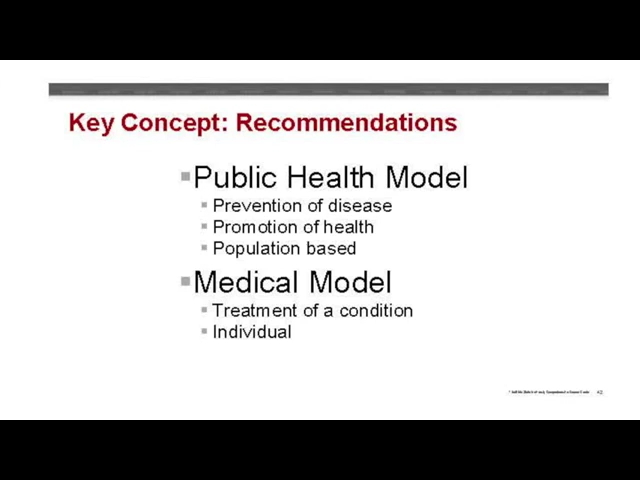 Key Concept: Recommendations
Public Health Model
Prevention of disease
Promotion of health
Population based
Medical Model
Treatment of a condition
Individual
42